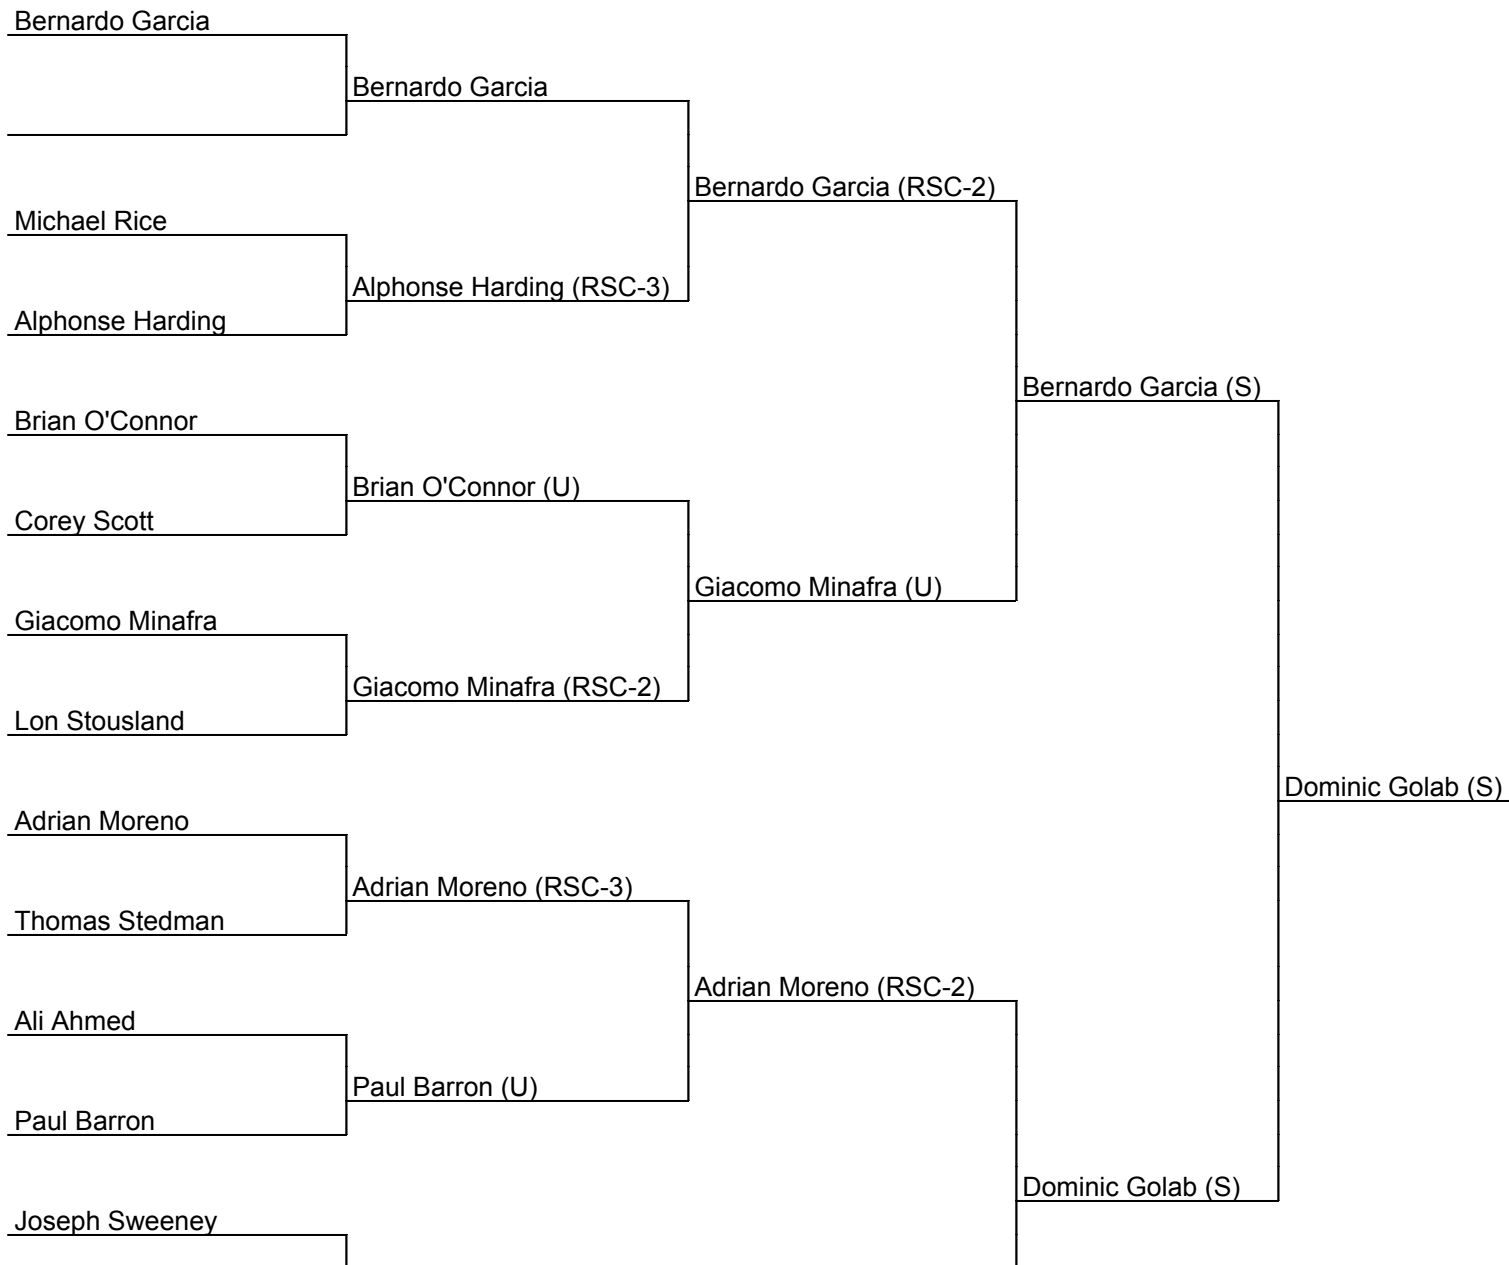 Bernardo Garcia
Bernardo Garcia
Bernardo Garcia (RSC-2)
Michael Rice
Alphonse Harding (RSC-3)
Alphonse Harding
Bernardo Garcia (S)
Brian O'Connor
Brian O'Connor (U)
Corey Scott
Giacomo Minafra (U)
Giacomo Minafra
Giacomo Minafra (RSC-2)
Lon Stousland
Dominic Golab (S)
Adrian Moreno
Adrian Moreno (RSC-3)
Thomas Stedman
Adrian Moreno (RSC-2)
Ali Ahmed
Paul Barron (U)
Paul Barron
Dominic Golab (S)
Joseph Sweeney